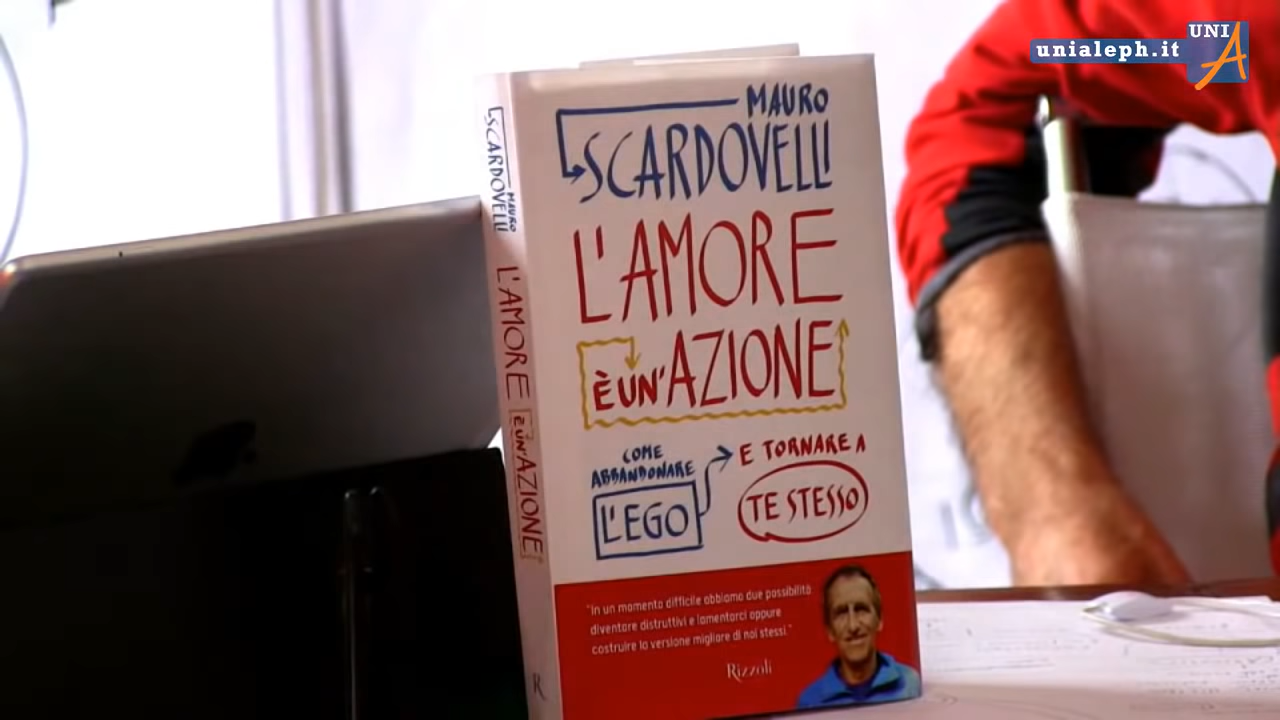 unialeph.it
UNI
A
MAURO
SCARDOVELLI
L'AMORE
È UN'AZIONE
COME
ABBANDONARE
L'EGO
E TORNARE A
TE STESSO
"In un momento difficile abbiamo due possibilità
diventare distruttivi e lamentarci oppure
costruire la versione migliore di noi stessi."
Rizzoli
MAURO
SCARDOVELLI
L'AMORE
È UN'AZIONE
R